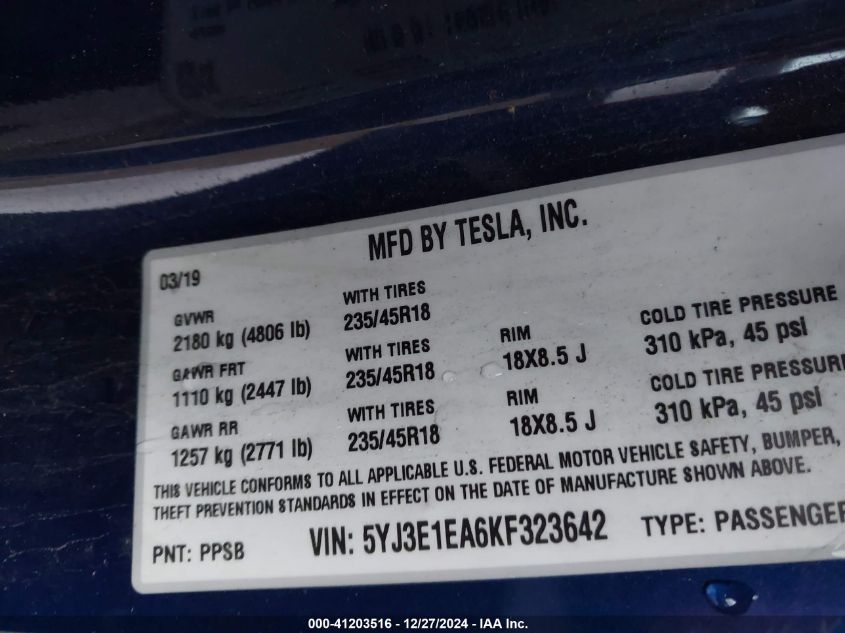 MFD BY TESLA, INC.
03/19
GVWR
2180 kg (4806 lb)
WITH TIRES
235/45R18
GAWR FRT
1110 kg (2447 lb)
WITH TIRES
235/45R18
RIM
18X8.5 J
COLD TIRE PRESSURE
310 kPa, 45 psi
GAWR RR
1257 kg (2771 lb)
WITH TIRES
235/45R18
RIM
18X8.5 J
COLD TIRE PRESSURE
310 kPa, 45 psi
THIS VEHICLE CONFORMS TO ALL APPLICABLE U.S. FEDERAL MOTOR VEHICLE SAFETY, BUMPER,
THEFT PREVENTION STANDARDS IN EFFECT ON THE DATE OF MANUFACTURE SHOWN ABOVE.
PNT: PPSB VIN: 5YJ3E1EA6KF323642 TYPE: PASSENGER
000-41203516 - 12/27/2024 - IAA Inc.